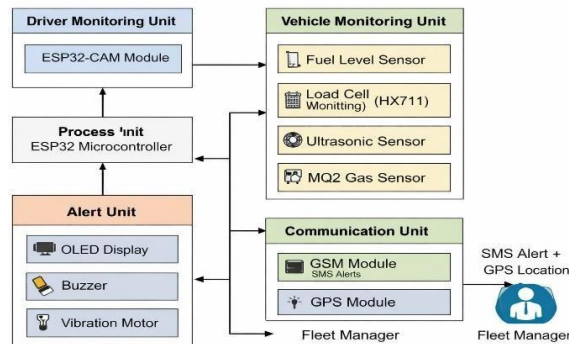 Driver Monitoring Unit
ESP32-CAM Module
Process Unit
ESP32 Microcontroller
Alert Unit
OLED Display
Buzzer
Vibration Motor
Vehicle Monitoring Unit
Fuel Level Sensor
Load Cell
Wonitting) (HX711)
Ultrasonic Sensor
MQ2 Gas Sensor
Communication Unit
GSM Module
SMS Alerts
GPS Module
Fleet Manager
SMS Alert +
GPS Location
Fleet Manager